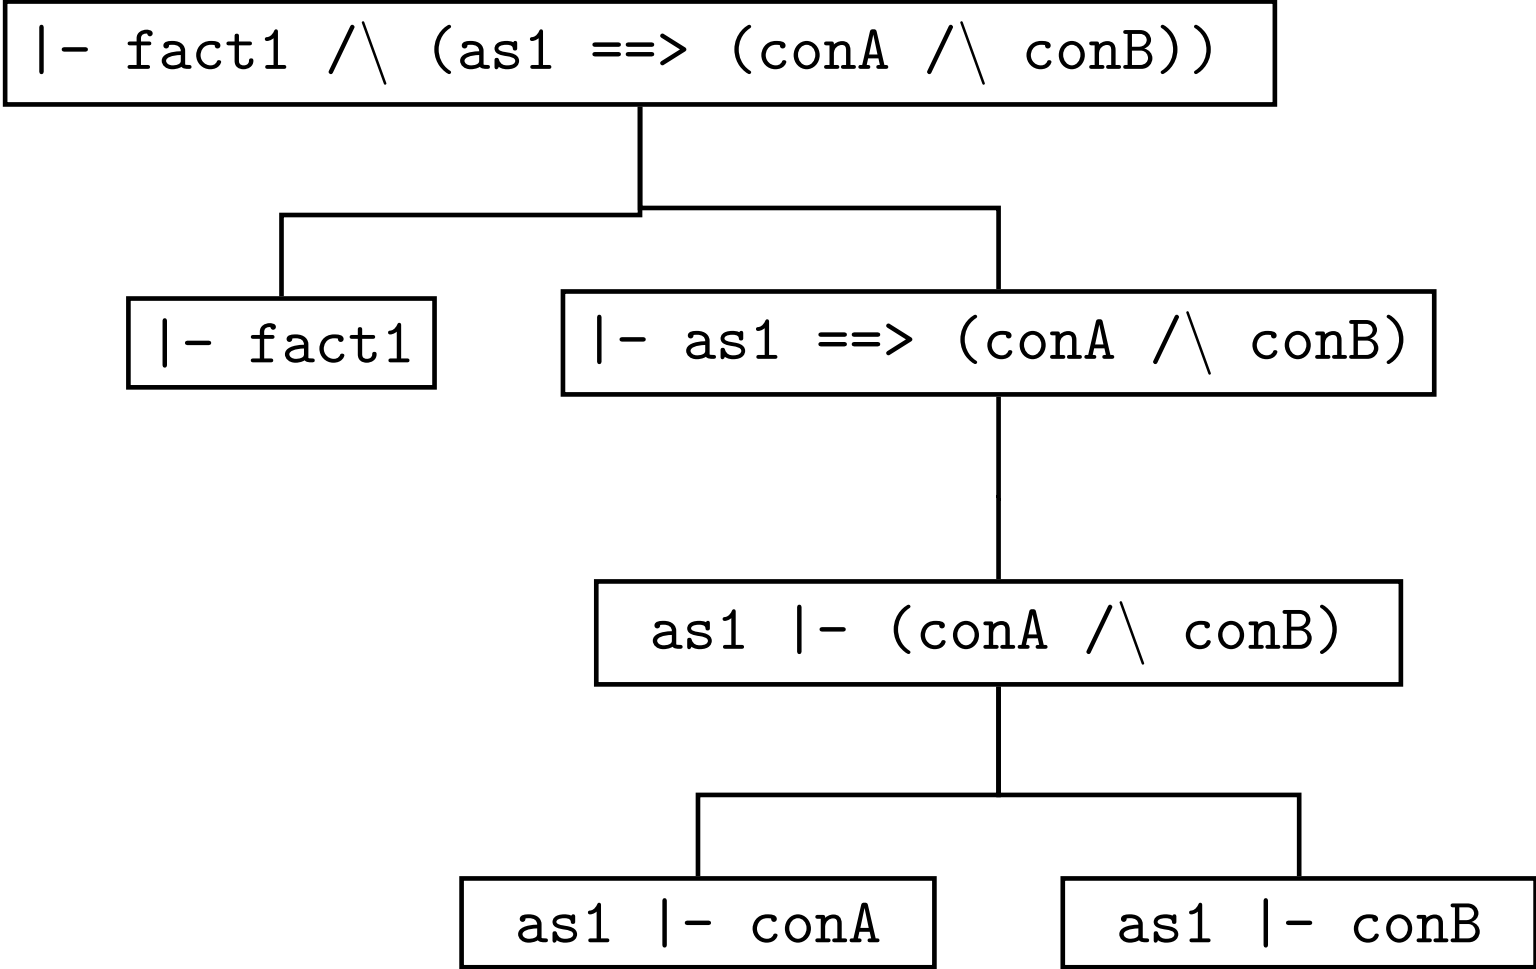 |- fact1 /\ (as1 ==> (conA /\ conB))
|- fact1
|- as1 ==> (conA /\ conB)
as1 |- (conA /\ conB)
as1 |- conA
as1 |- conB